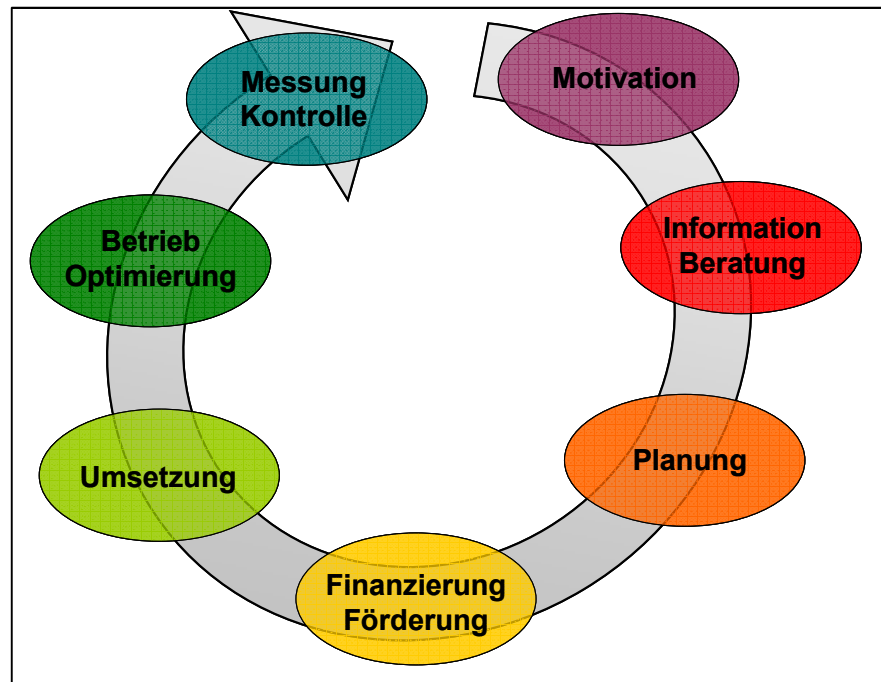 Motivation
Information
Beratung
Planung
Finanzierung
Förderung
Umsetzung
Betrieb
Optimierung
Messung
Kontrolle